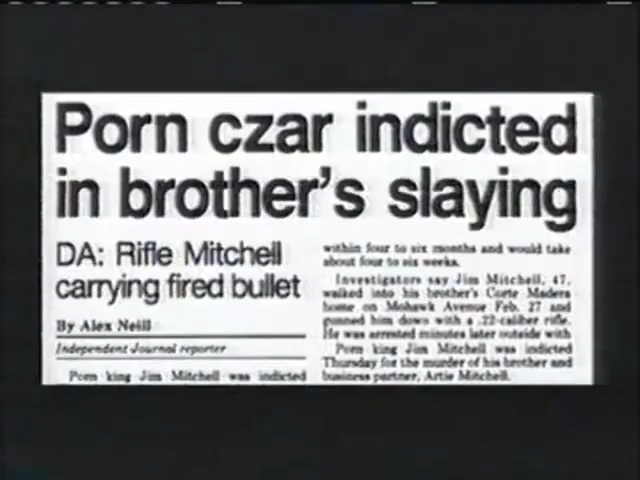 Porn czar indicted
in brother's slaying
DA: Rifle Mitchell
carrying fired bullet
By Alex Neill
Independent Journal reporter
Porn king Jim Mitchell was indicted
within four to six months and would take
about four to six weeks.
Investigators say Jim Mitchell, 47,
walked into his brother's Corte Madera
home on Mohawk Avenue Feb. 27 and
gunned him down with a .22-caliber rifle.
He was arrested minutes later outside with
Porn king Jim Mitchell was indicted
Thursday for the murder of his brother and
business partner, Artie Mitchell.